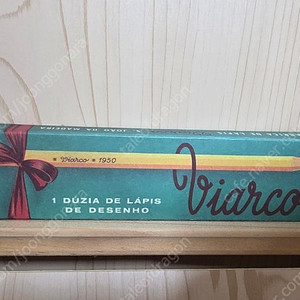 Viarco • 1950
1 DÚZIA DE LÁPIS
DE DESENHO
Viarco